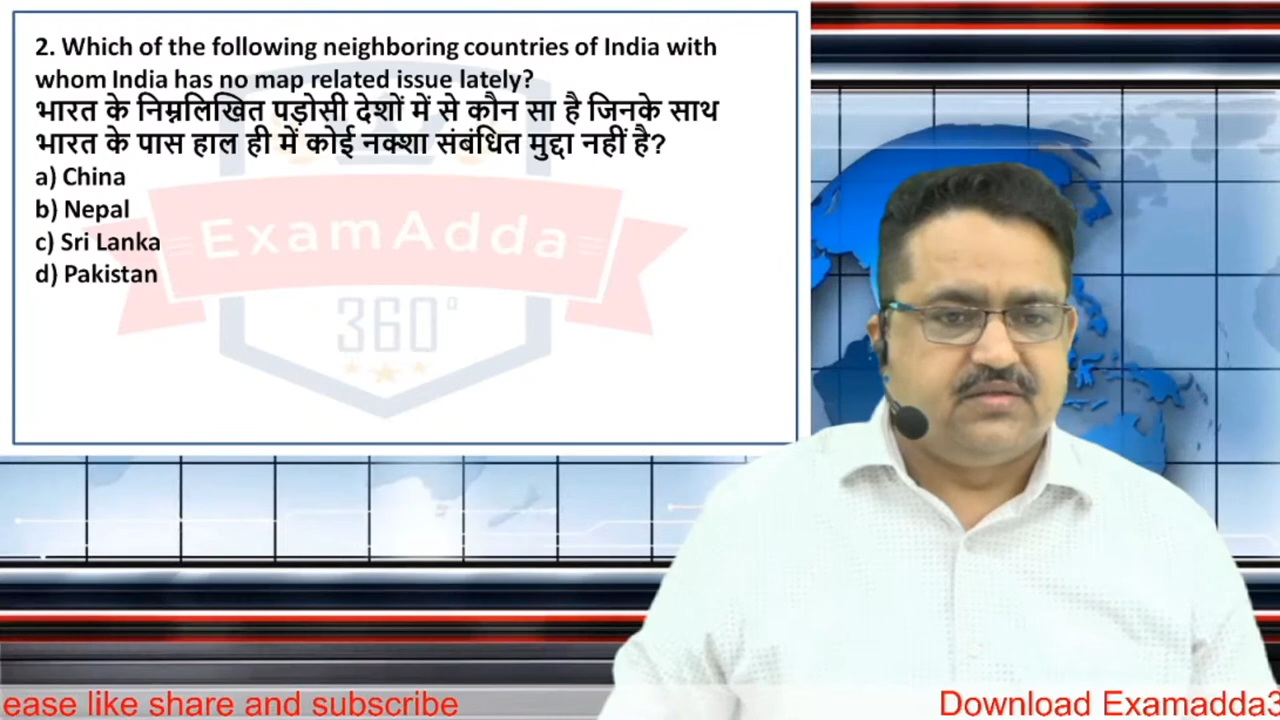 2. Which of the following neighboring countries of India with
whom India has no map related issue lately?
भारत के निम्नलिखित पड़ोसी देशों में से कौन सा है जिनके साथ
भारत के पास हाल ही में कोई नक्शा संबंधित मुद्दा नहीं है?
a) China
b) Nepal
c) Sri Lanka
d) Pakistan
ExamAdda
360°
ease like share and subscribe
Download Examadda3